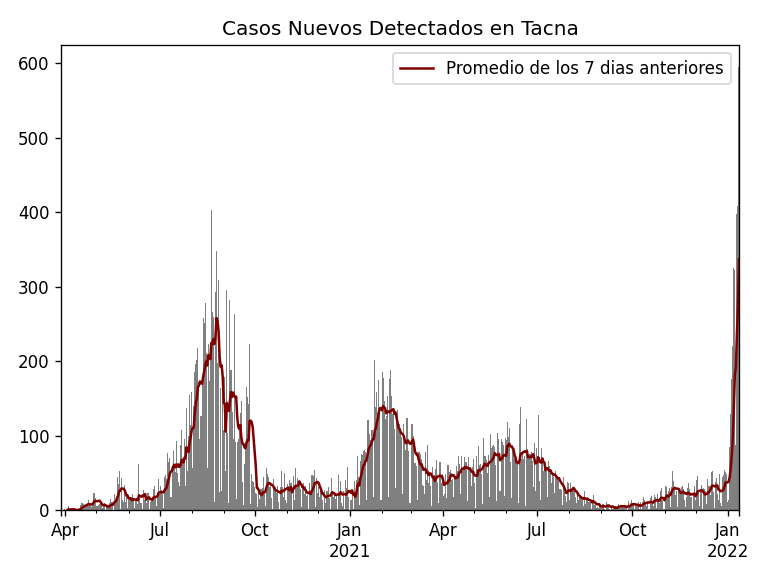 Casos Nuevos Detectados en Tacna
Promedio de los 7 dias anteriores
600
500
400
300
200
100
0
Apr Jul Oct Jan Apr Jul Oct Jan
2021 2022